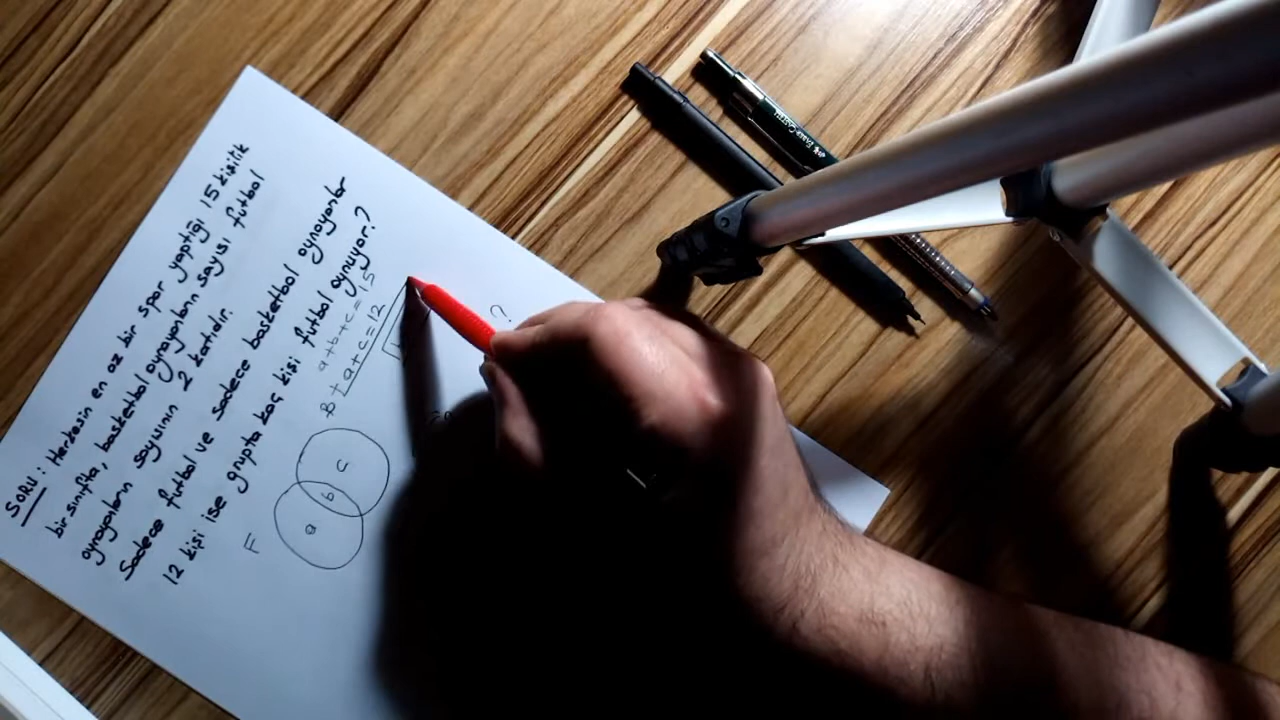 SORU: Herkesin en az bir spor yaptığı 15 kişilik
bir sınıfta, basketbol oynayanların sayısı futbol
oynayanların sayısının 2 katıdır.
Sadece futbol ve sadece basketbol oynayanlar
12 kişi ise grupta kaç kişi futbol oynuyor?
F
B
a
b
c
a+b+c=15
a+c=12
?
FABER-CASTELL